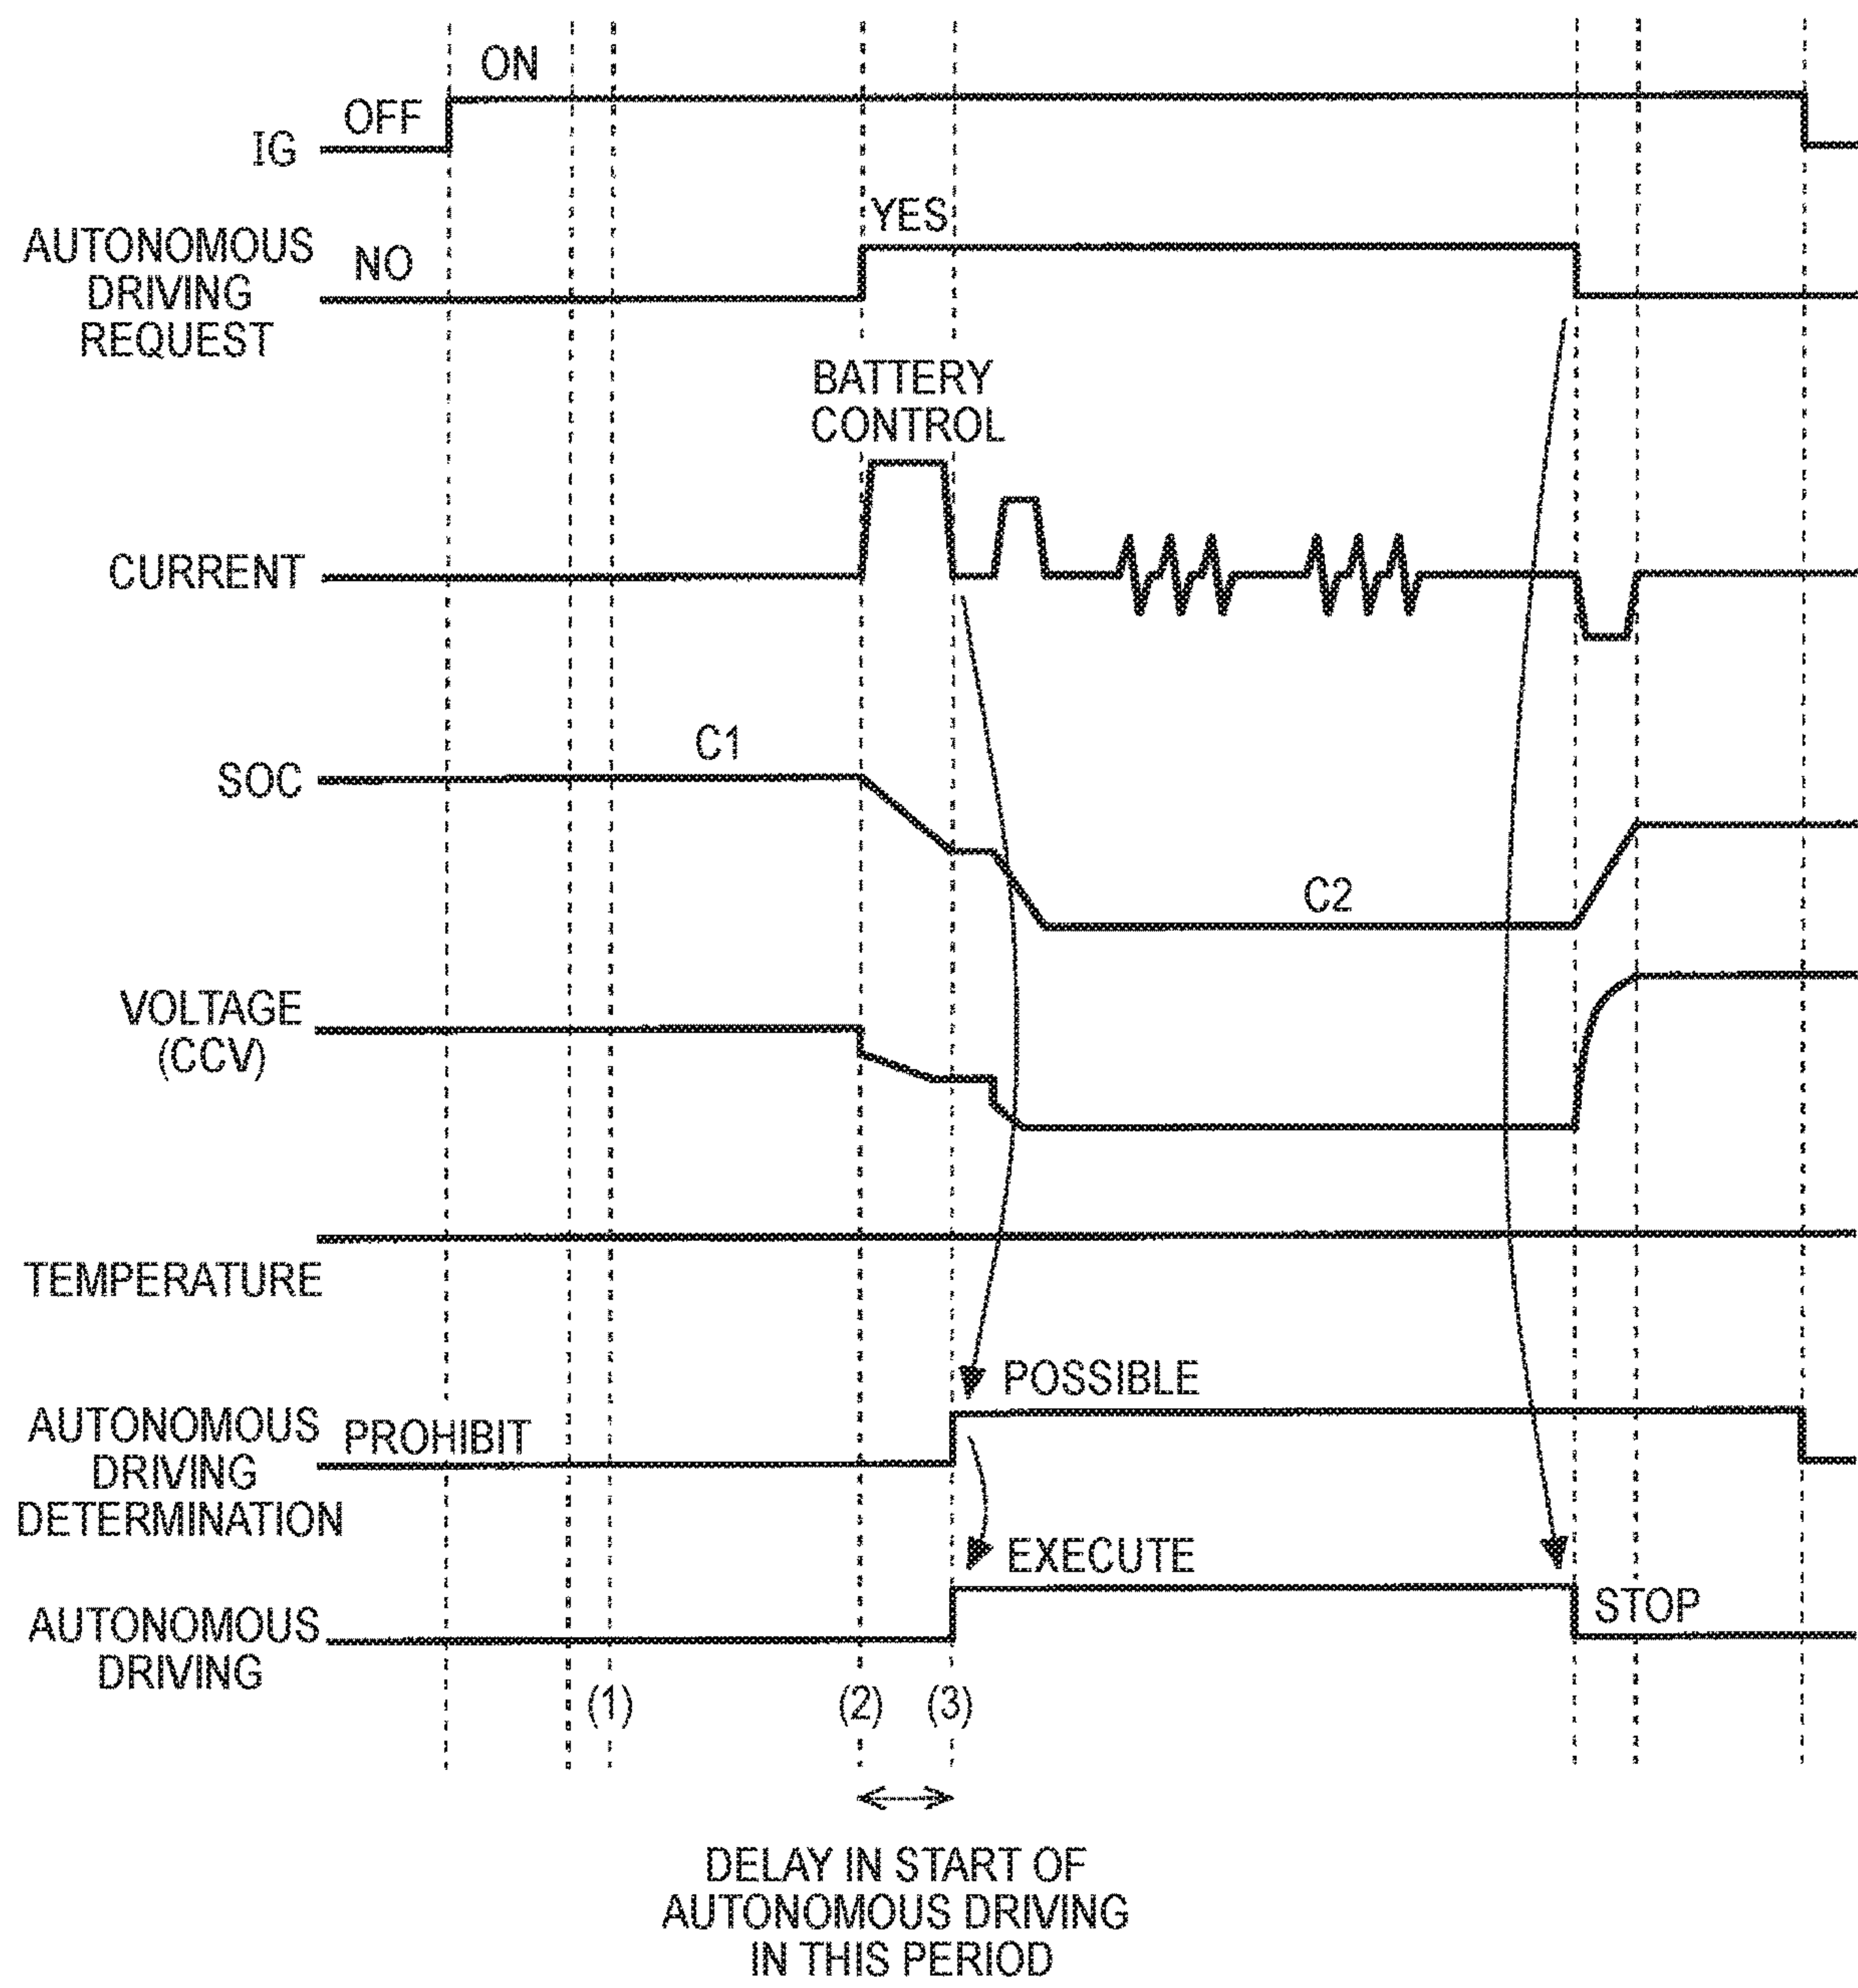 ON
OFF
IG
YES
AUTONOMOUS
DRIVING
REQUEST
NO
BATTERY
CONTROL
CURRENT
C1
SOC
C2
VOLTAGE
(CCV)
TEMPERATURE
POSSIBLE
AUTONOMOUS
DRIVING
DETERMINATION
PROHIBIT
EXECUTE
STOP
AUTONOMOUS
DRIVING
(1)
(2)
(3)
DELAY IN START OF
AUTONOMOUS DRIVING
IN THIS PERIOD